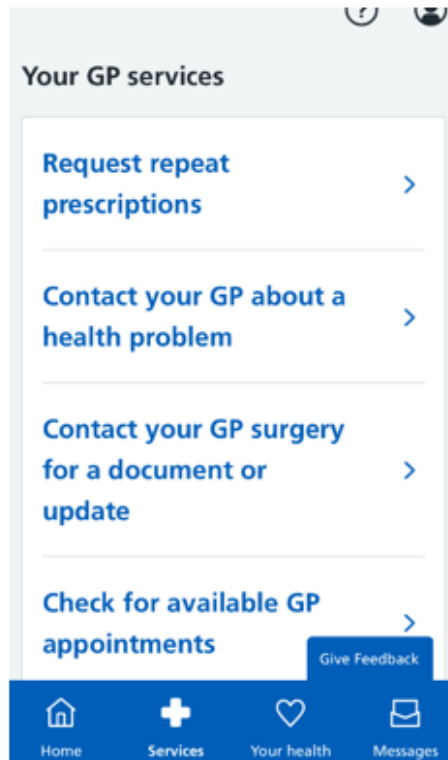 Your GP services
Request repeat
prescriptions
Contact your GP about a
health problem
Contact your GP surgery
for a document or
update
Check for available GP
appointments
Give Feedback
Home
Services
Your health
Messages